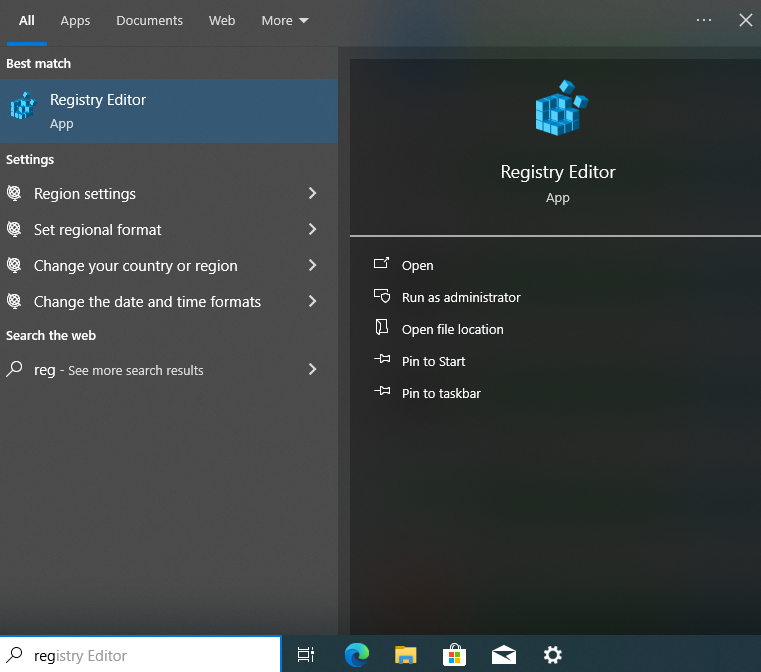 All Apps Documents Web More
Best match
Registry Editor
App
Settings
Region settings
Set regional format
Change your country or region
Change the date and time formats
Search the web
reg - See more search results
Registry Editor
App
Open
Run as administrator
Open file location
Pin to Start
Pin to taskbar
registry Editor